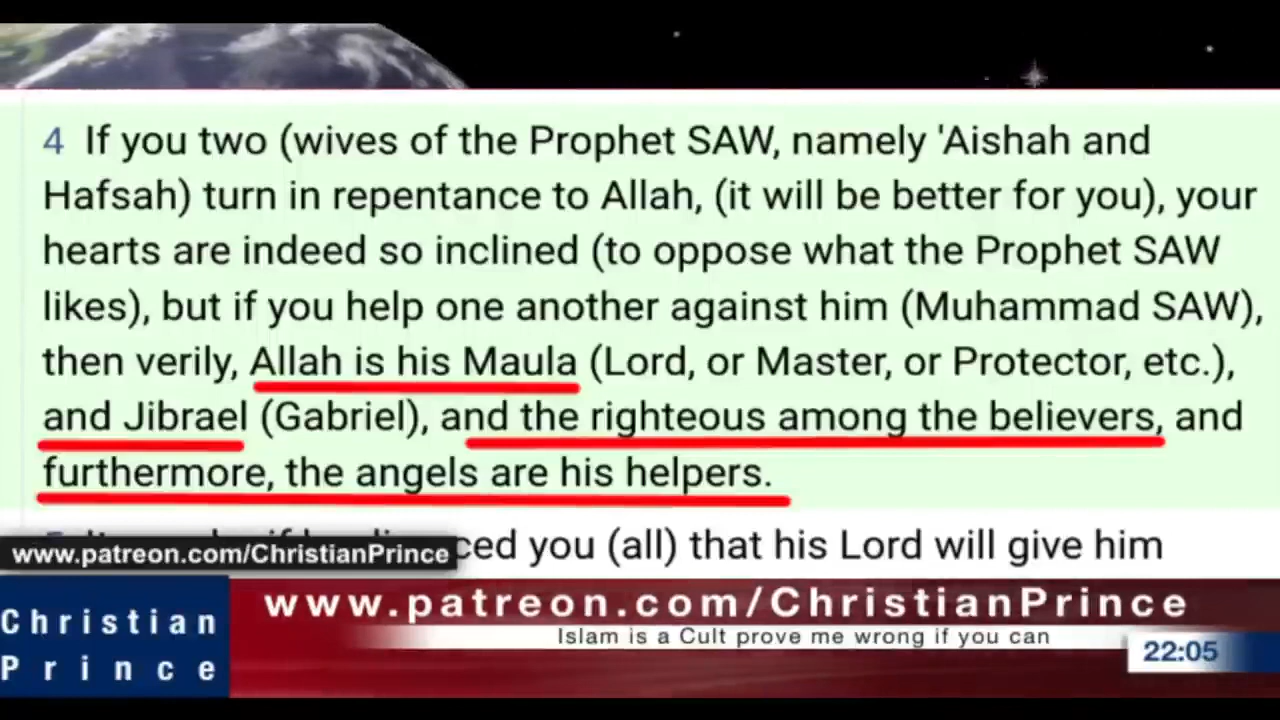 4 If you two (wives of the Prophet SAW, namely 'Aishah and
Hafsah) turn in repentance to Allah, (it will be better for you), your
hearts are indeed so inclined (to oppose what the Prophet SAW
likes), but if you help one another against him (Muhammad SAW),
then verily, Allah is his Maula (Lord, or Master, or Protector, etc.),
and Jibrael (Gabriel), and the righteous among the believers, and
furthermore, the angels are his helpers.
you (all) that his Lord will give him
www.patreon.com/ChristianPrince
www.patreon.com/ChristianPrince
Islam is a Cult prove me wrong if you can
Christian
Prince
22:05